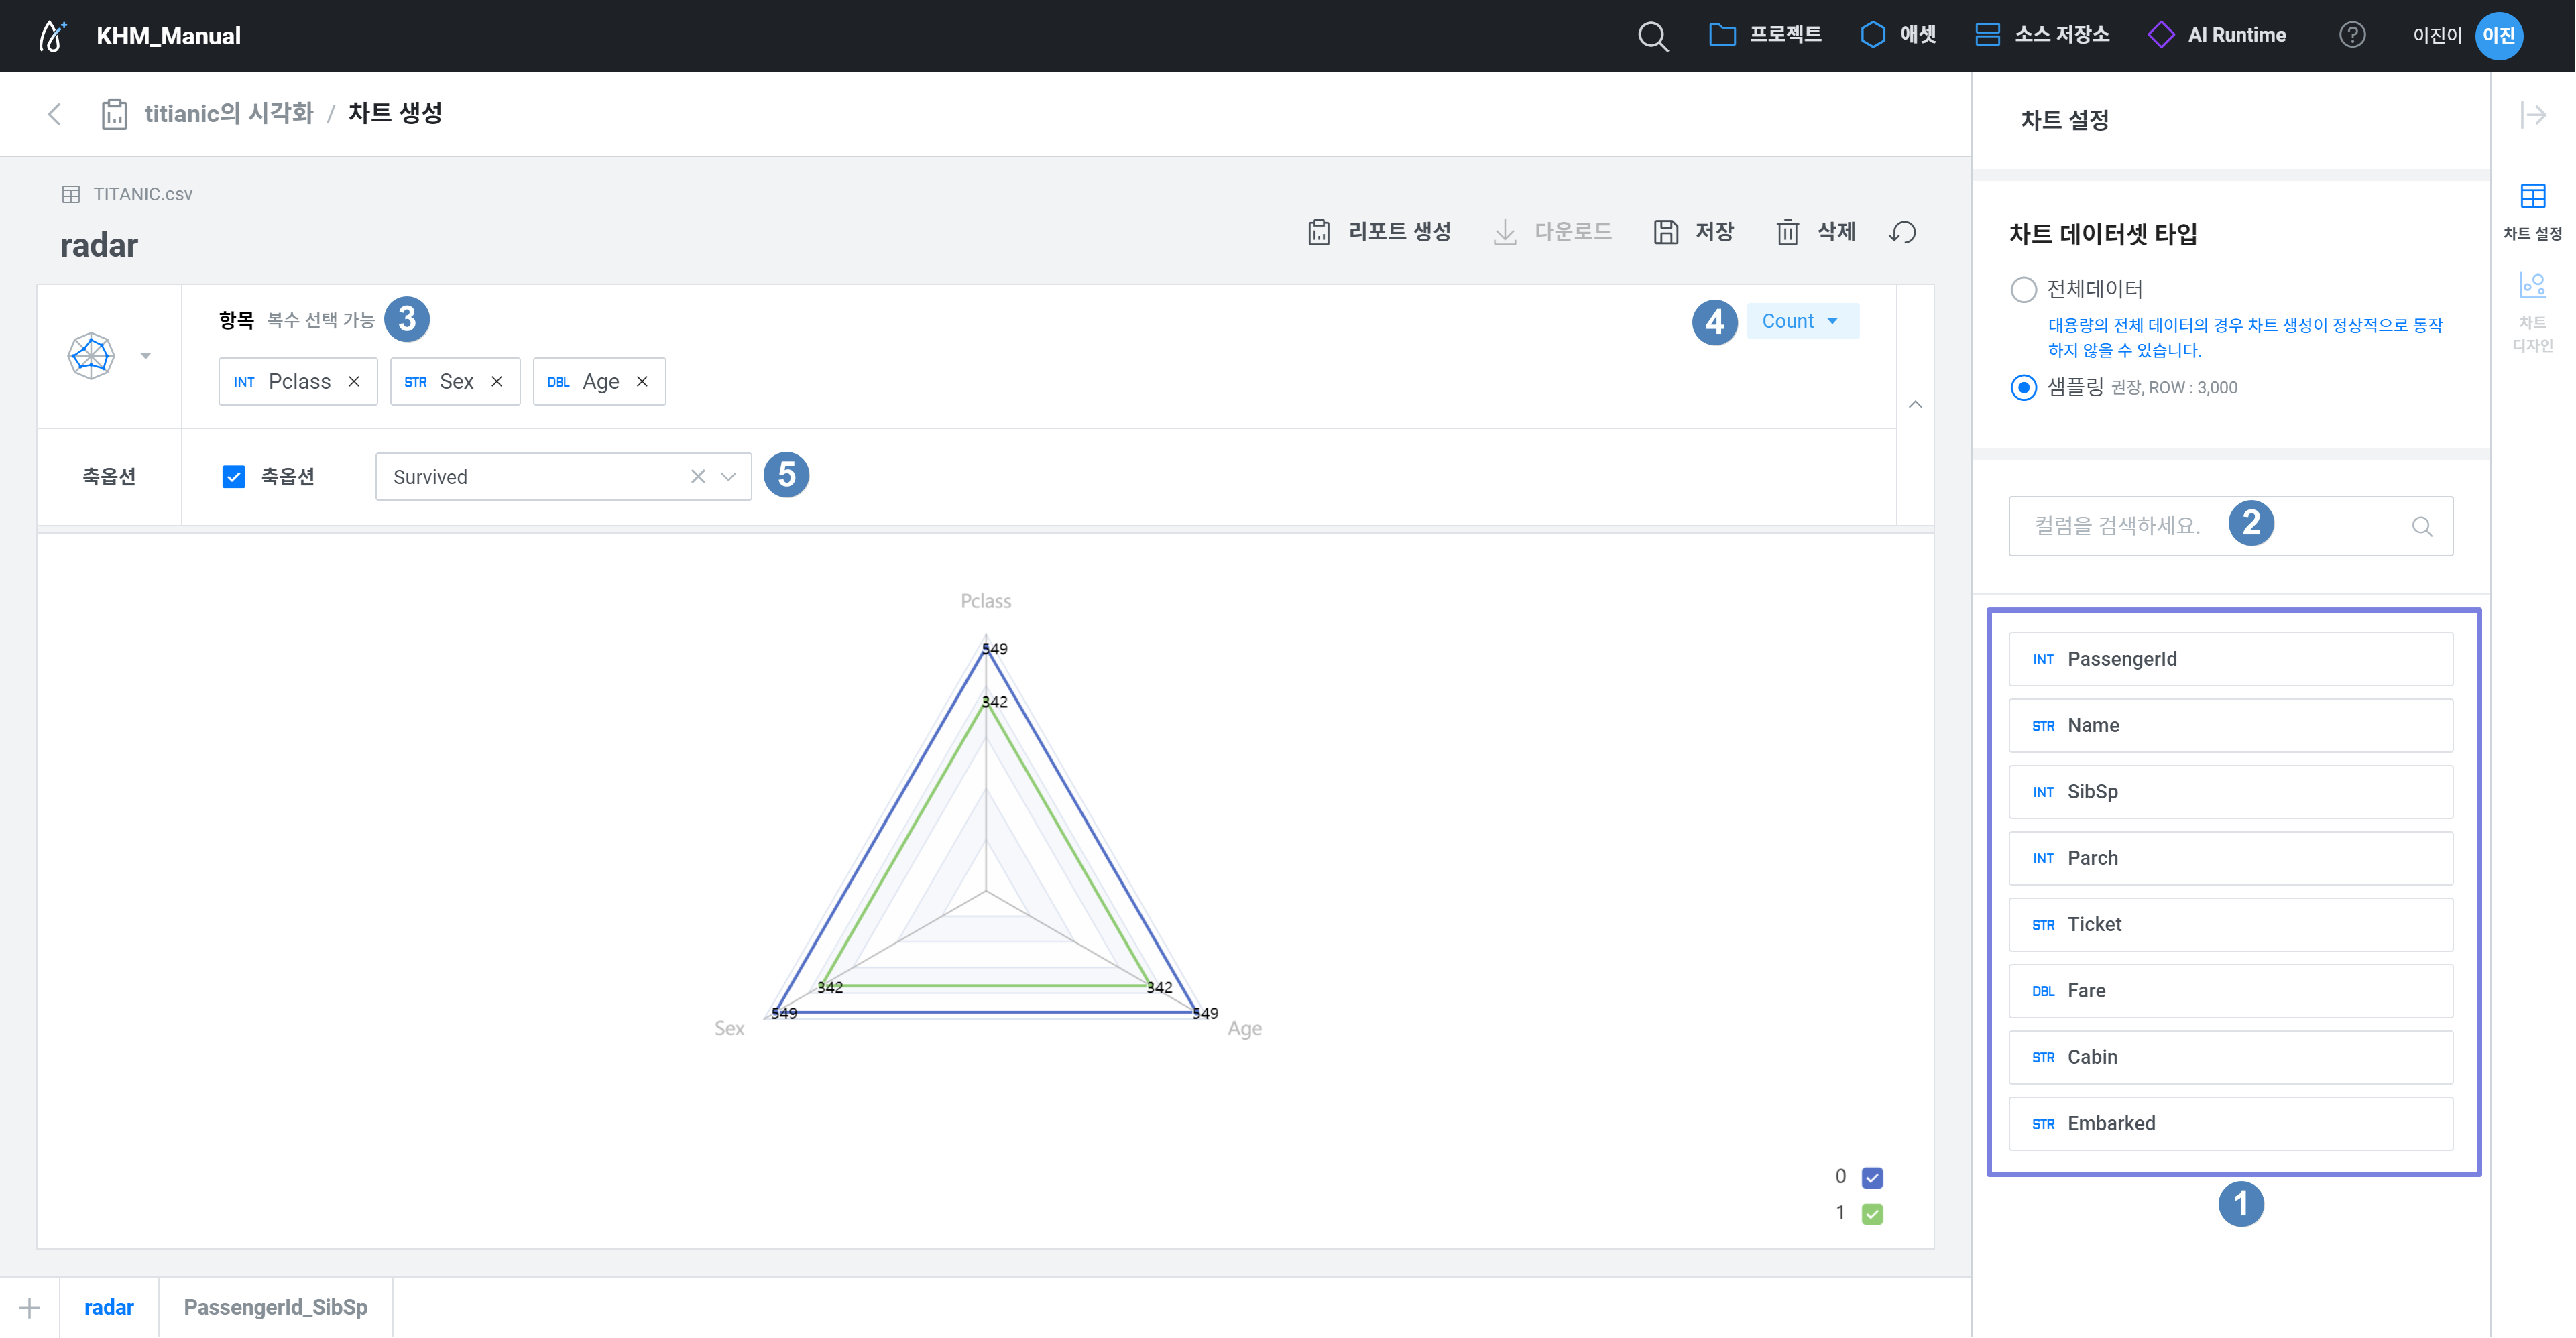 KHM_Manual
프로젝트
애셋
소스 저장소
AI Runtime
?
이진이
이진
titianic의 시각화 / 차트 생성
TITANIC.csv
radar
리포트 생성
다운로드
저장
삭제
항목 복수 선택 가능 3
4 Count
INT Pclass
STR Sex
DBL Age
축옵션
축옵션
Survived
5
Pclass
549
342
342
342
549
549
Sex
Age
0
1
radar
PassengerId_SibSp
차트 설정
차트 데이터셋 타입
전체데이터
대용량의 전체 데이터의 경우 차트 생성이 정상적으로 동작
하지 않을 수 있습니다.
샘플링 권장, ROW : 3,000
컬럼을 검색하세요. 2
INT PassengerId
STR Name
INT SibSp
INT Parch
STR Ticket
DBL Fare
STR Cabin
STR Embarked
1
차트 설정
차트
디자인